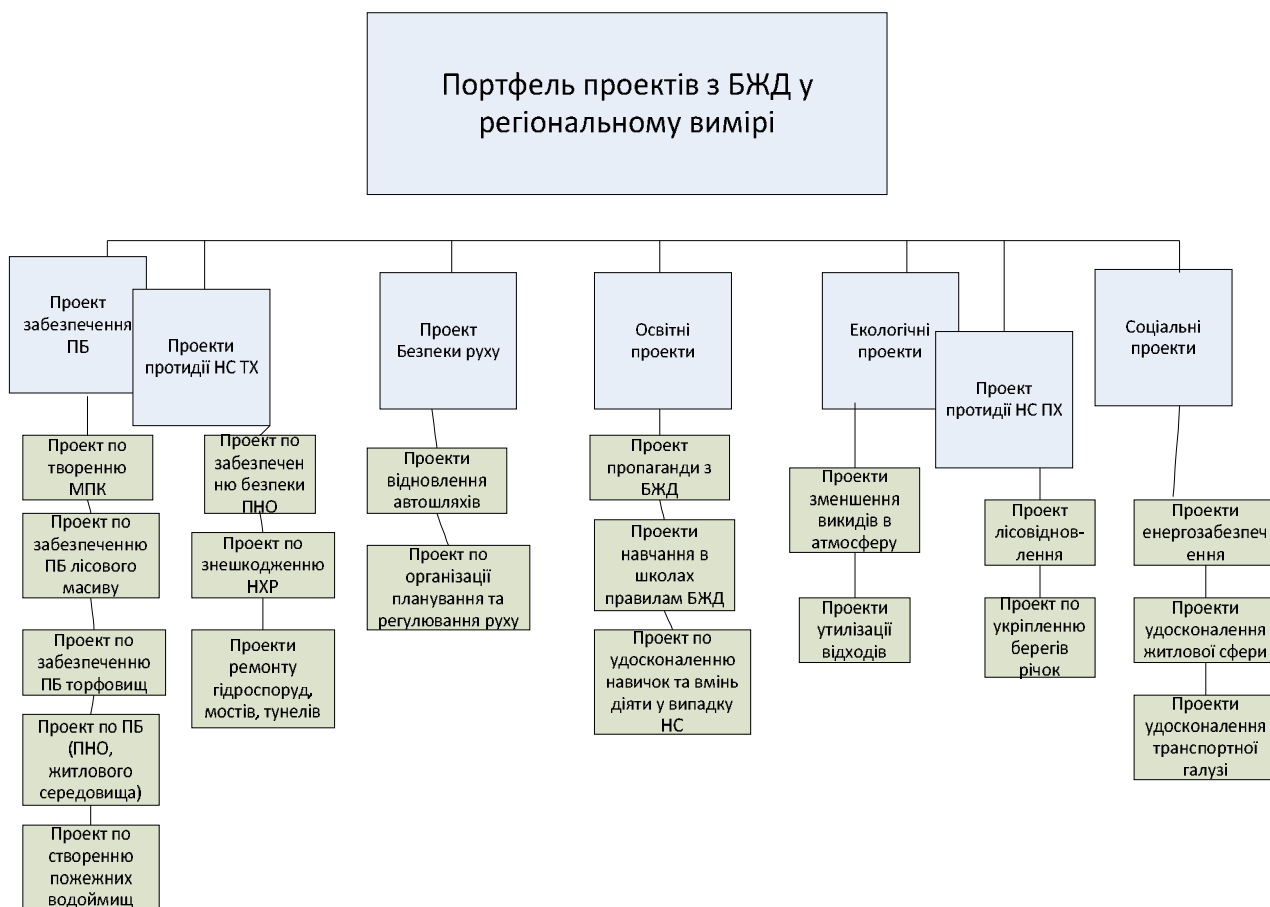 Портфель проектів з БЖД у
регіональному вимірі
Проект
забезпечення
ПБ
Проекти
протидії НС ТХ
Проект
Безпеки руху
Освітні
проекти
Екологічні
проекти
Проект
протидії НС ПХ
Соціальні
проекти
Проект по
творенню
МПК
Проект по
забезпеченню
ПБ лісового
масиву
Проект по
забезпеченню
ПБ торфовищ
Проект по ПБ
(ПНО,
житлового
середовища)
Проект по
створенню
пожежних
водоймищ
Проект по
забезпечен
ню безпеки
ПНО
Проект по
знешкодженню
НХР
Проекти
ремонту
гідроспоруд,
мостів, тунелів
Проекти
відновлення
автошляхів
Проект по
організації
планування та
регулювання руху
Проект
пропаганди з
БЖД
Проекти
навчання в
школах
правилам БЖД
Проект по
удосконаленню
навичок та вмінь
діяти у випадку
НС
Проекти
зменшення
викидів в
атмосферу
Проекти
утилізації
відходів
Проект
лісовіднов-
лення
Проект по
укріпленню
берегів
річок
Проекти
енергозабезпеч
ення
Проекти
удосконалення
житлової сфери
Проекти
удосконалення
транспортної
галузі